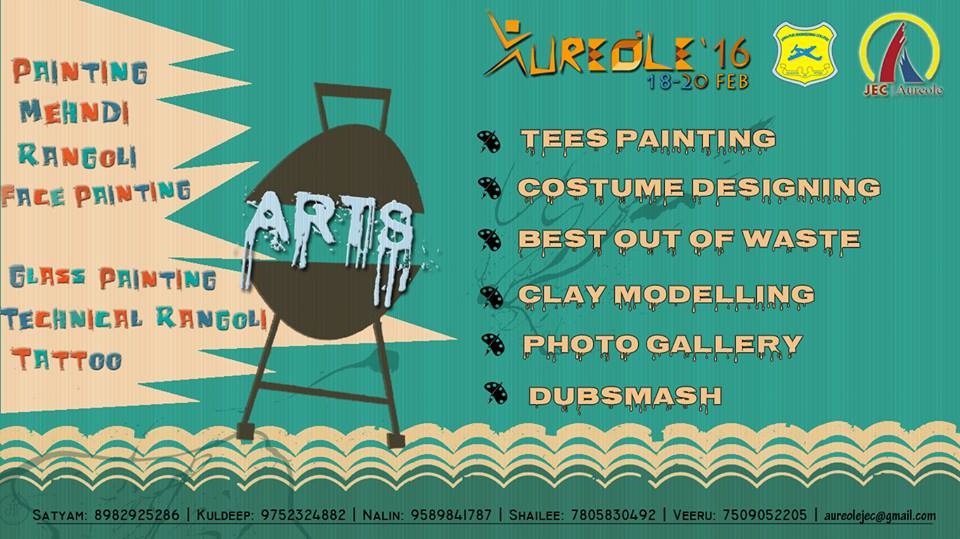 AUREOLE'16
18-20 FEB
JEC Aureole
PAINTING
MEHNDI
RANGOLI
FACE PAINTING
GLASS PAINTING
TECHNICAL RANGOLI
TATTOO
ARTS
TEES PAINTING
COSTUME DESIGNING
BEST OUT OF WASTE
CLAY MODELLING
PHOTO GALLERY
DUBSMASH
SATYAM: 8982925286 | KULDEEP: 9752324882 | NALIN: 9589841787 | SHAILEE: 7805830492 | VEERU: 7509052205 | aureolejec@gmail.com